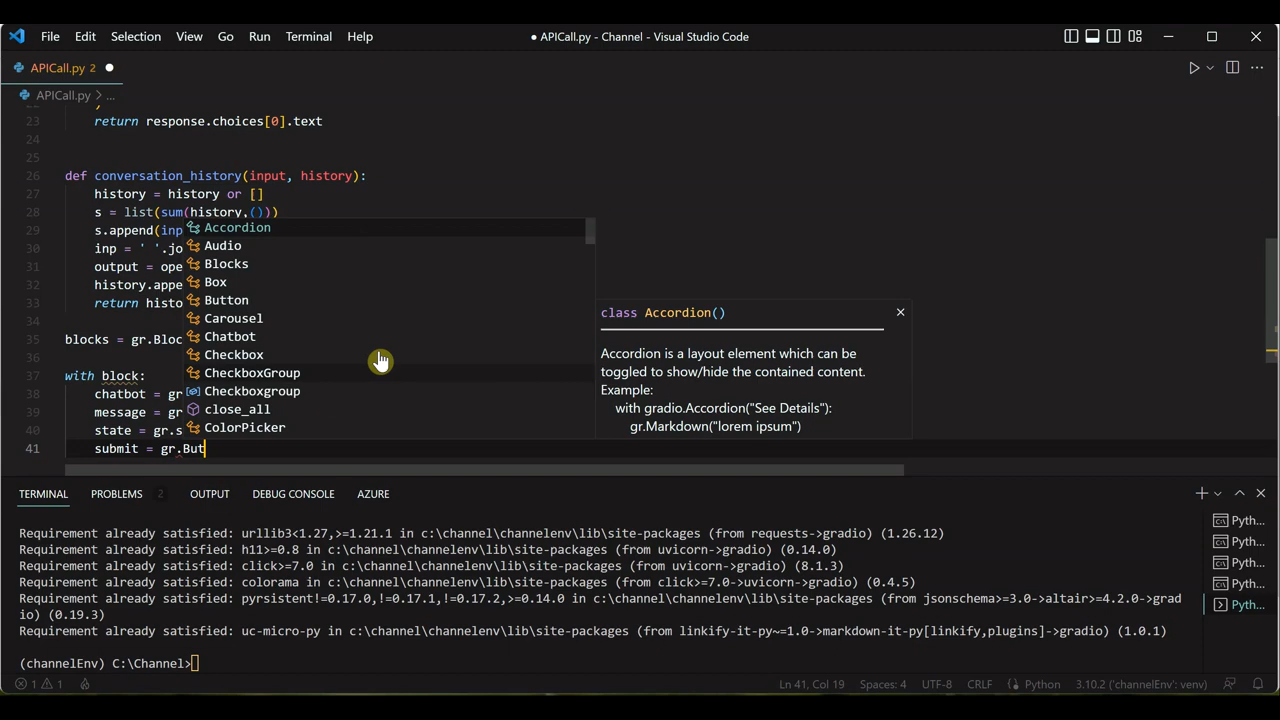 File Edit Selection View Go Run Terminal Help
● APICall.py - Channel - Visual Studio Code
APICall.py 2 ●
APICall.py > ...
23 return response.choices[0].text
24
25
26 def conversation_history(input, history):
27 history = history or []
28 s = list(sum(history,()))
29 s.append(inp
30 inp = ' '.jo
31 output = ope
32 history.appe
33 return histo
34
35 blocks = gr.Bloc
36
37 with block:
38 chatbot = gr
39 message = gr
40 state = gr.s
41 submit = gr.But
Accordion
Audio
Blocks
Box
Button
Carousel
Chatbot
Checkbox
CheckboxGroup
Checkboxgroup
close_all
ColorPicker
class Accordion()
Accordion is a layout element which can be
toggled to show/hide the contained content.
Example:
with gradio.Accordion("See Details"):
gr.Markdown("lorem ipsum")
TERMINAL PROBLEMS 2 OUTPUT DEBUG CONSOLE AZURE
Requirement already satisfied: urllib3<1.27,>=1.21.1 in c:\channel\channelenv\lib\site-packages (from requests->gradio) (1.26.12)
Requirement already satisfied: h11>=0.8 in c:\channel\channelenv\lib\site-packages (from uvicorn->gradio) (0.14.0)
Requirement already satisfied: click>=7.0 in c:\channel\channelenv\lib\site-packages (from uvicorn->gradio) (8.1.3)
Requirement already satisfied: colorama in c:\channel\channelenv\lib\site-packages (from click>=7.0->uvicorn->gradio) (0.4.5)
Requirement already satisfied: pyrsistent!=0.17.0,!=0.17.1,!=0.17.2,>=0.14.0 in c:\channel\channelenv\lib\site-packages (from jsonschema>=3.0->altair>=4.2.0->grad
io) (0.19.3)
Requirement already satisfied: uc-micro-py in c:\channel\channelenv\lib\site-packages (from linkify-it-py~=1.0->markdown-it-py[linkify,plugins]->gradio) (1.0.1)
(channelEnv) C:\Channel>
Pyth...
Pyth...
Pyth...
Pyth...
Pyth...
1 1 Ln 41, Col 19 Spaces: 4 UTF-8 CRLF Python 3.10.2 ('channelEnv': venv)